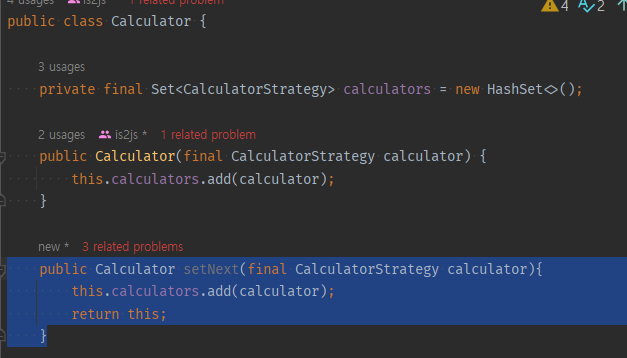 4 usages is2js 1 related problem
4 2
public class Calculator {
3 usages
private final Set<CalculatorStrategy> calculators = new HashSet<>();
2 usages is2js * 1 related problem
public Calculator(final CalculatorStrategy calculator) {
this.calculators.add(calculator);
}
new * 3 related problems
public Calculator setNext(final CalculatorStrategy calculator){
this.calculators.add(calculator);
return this;
}